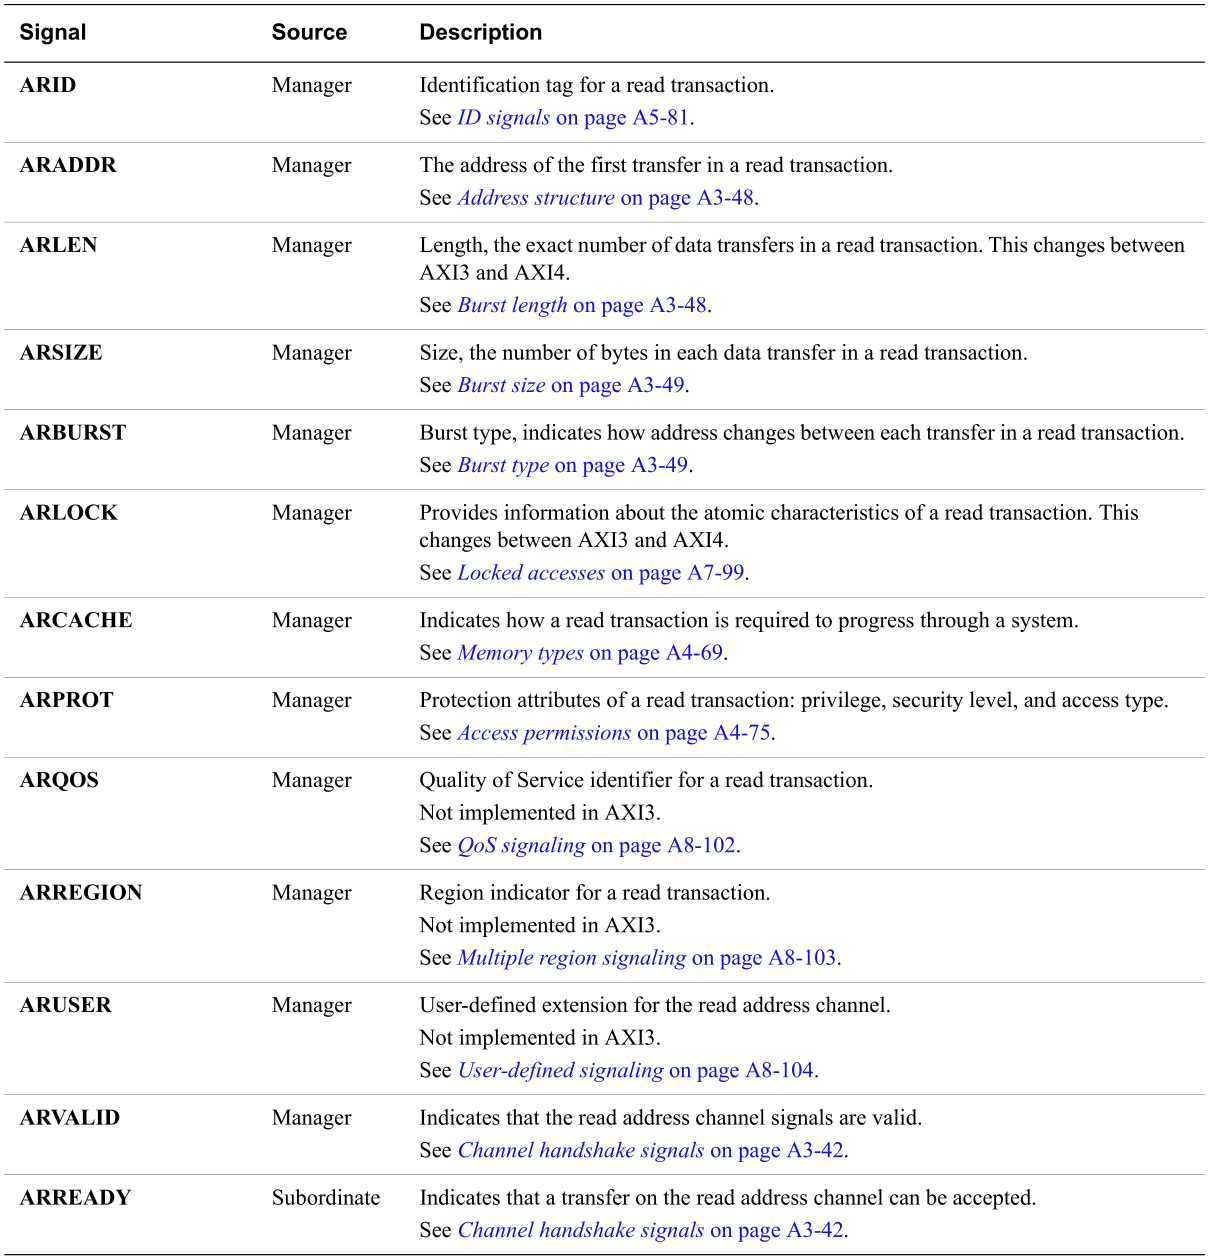 Signal Source Description
ARID Manager Identification tag for a read transaction.
See ID signals on page A5-81.
ARADDR Manager The address of the first transfer in a read transaction.
See Address structure on page A3-48.
ARLEN Manager Length, the exact number of data transfers in a read transaction. This changes between
AXI3 and AXI4.
See Burst length on page A3-48.
ARSIZE Manager Size, the number of bytes in each data transfer in a read transaction.
See Burst size on page A3-49.
ARBURST Manager Burst type, indicates how address changes between each transfer in a read transaction.
See Burst type on page A3-49.
ARLOCK Manager Provides information about the atomic characteristics of a read transaction. This
changes between AXI3 and AXI4.
See Locked accesses on page A7-99.
ARCACHE Manager Indicates how a read transaction is required to progress through a system.
See Memory types on page A4-69.
ARPROT Manager Protection attributes of a read transaction: privilege, security level, and access type.
See Access permissions on page A4-75.
ARQOS Manager Quality of Service identifier for a read transaction.
Not implemented in AXI3.
See QoS signaling on page A8-102.
ARREGION Manager Region indicator for a read transaction.
Not implemented in AXI3.
See Multiple region signaling on page A8-103.
ARUSER Manager User-defined extension for the read address channel.
Not implemented in AXI3.
See User-defined signaling on page A8-104.
ARVALID Manager Indicates that the read address channel signals are valid.
See Channel handshake signals on page A3-42.
ARREADY Subordinate Indicates that a transfer on the read address channel can be accepted.
See Channel handshake signals on page A3-42.